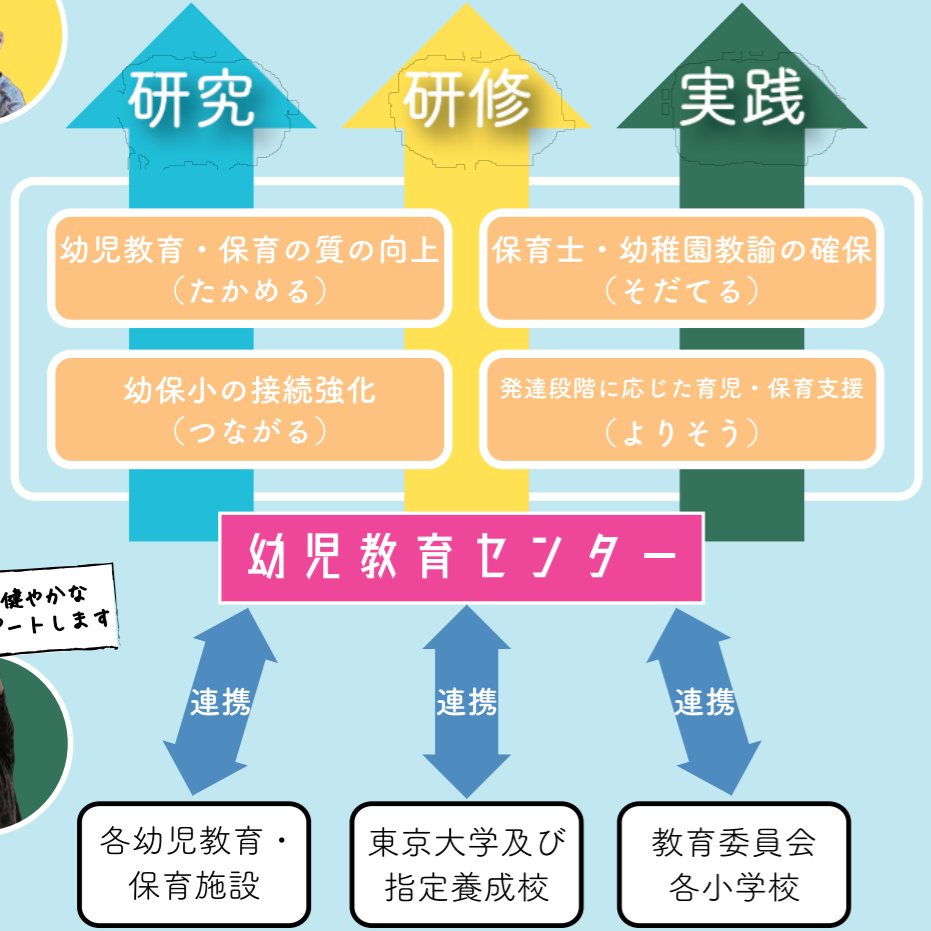 研究
研修
実践
幼児教育・保育の質の向上
（たかめる）
保育士・幼稚園教諭の確保
（そだてる）
幼保小の接続強化
（つながる）
発達段階に応じた育児・保育支援
（よりそう）
幼児教育センター
健やかな
ートします
連携
連携
連携
各幼児教育・
保育施設
東京大学及び
指定養成校
教育委員会
各小学校